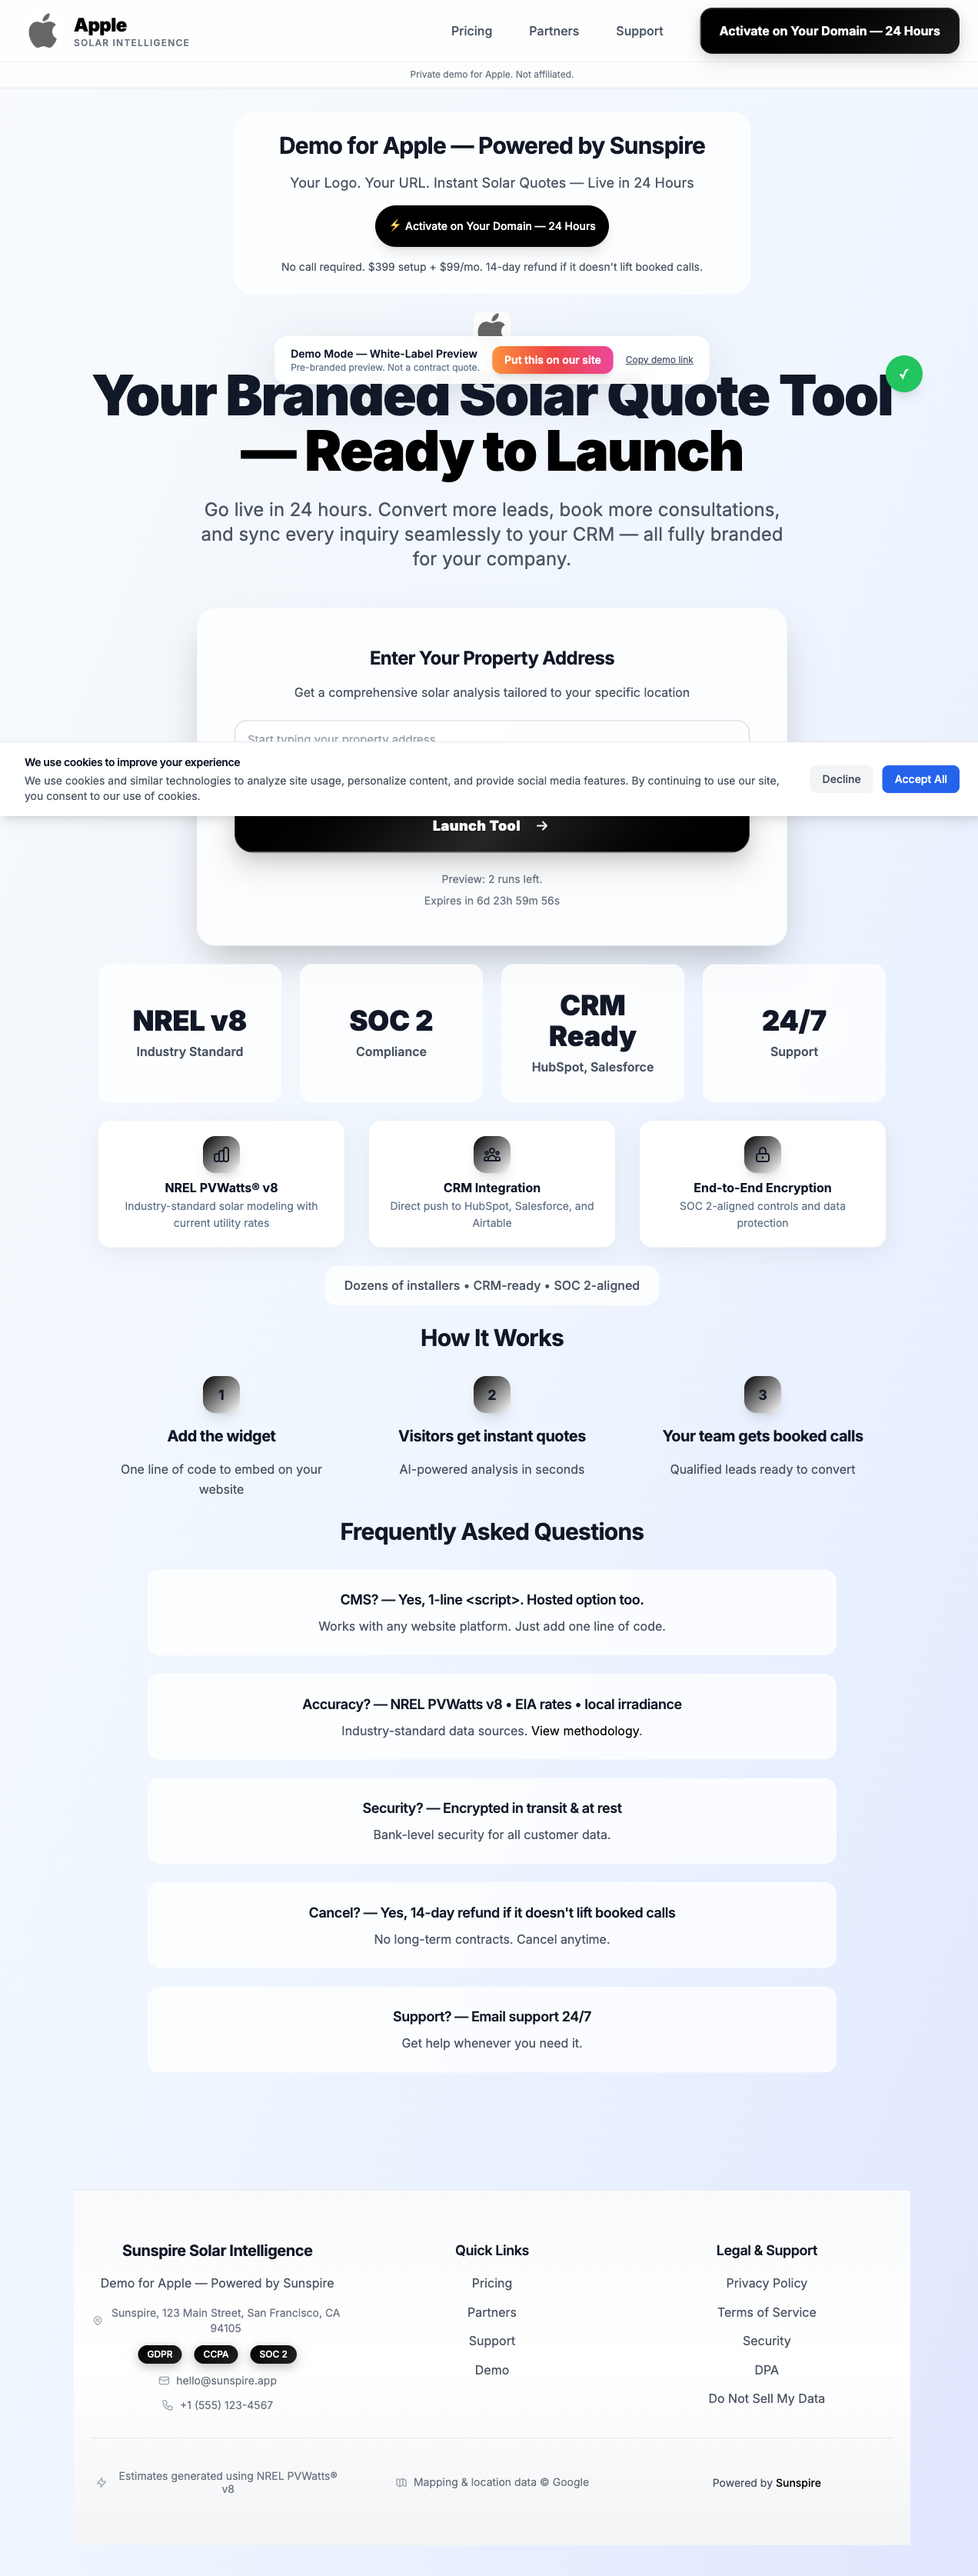 Apple
SOLAR INTELLIGENCE
Pricing
Partners
Support
Activate on Your Domain — 24 Hours
Private demo for Apple. Not affiliated.
Demo for Apple — Powered by Sunspire
Your Logo. Your URL. Instant Solar Quotes — Live in 24 Hours
⚡ Activate on Your Domain — 24 Hours
No call required. $399 setup + $99/mo. 14-day refund if it doesn't lift booked calls.
Demo Mode — White-Label Preview
Pre-branded preview. Not a contract quote.
Put this on our site
Copy demo link
Your Branded Solar Quote Tool
— Ready to Launch
✓
Go live in 24 hours. Convert more leads, book more consultations,
and sync every inquiry seamlessly to your CRM — all fully branded
for your company.
Enter Your Property Address
Get a comprehensive solar analysis tailored to your specific location
Start typing your property address
We use cookies to improve your experience
We use cookies and similar technologies to analyze site usage, personalize content, and provide social media features. By continuing to use our site,
you consent to our use of cookies.
Decline
Accept All
Launch Tool →
Preview: 2 runs left.
Expires in 6d 23h 59m 56s
NREL v8
Industry Standard
SOC 2
Compliance
CRM
Ready
HubSpot, Salesforce
24/7
Support
NREL PVWatts® v8
Industry-standard solar modeling with
current utility rates
CRM Integration
Direct push to HubSpot, Salesforce, and
Airtable
End-to-End Encryption
SOC 2-aligned controls and data
protection
Dozens of installers • CRM-ready • SOC 2-aligned
How It Works
1
Add the widget
One line of code to embed on your
website
2
Visitors get instant quotes
AI-powered analysis in seconds
3
Your team gets booked calls
Qualified leads ready to convert
Frequently Asked Questions
CMS? — Yes, 1-line <script>. Hosted option too.
Works with any website platform. Just add one line of code.
Accuracy? — NREL PVWatts v8 • EIA rates • local irradiance
Industry-standard data sources. View methodology.
Security? — Encrypted in transit & at rest
Bank-level security for all customer data.
Cancel? — Yes, 14-day refund if it doesn't lift booked calls
No long-term contracts. Cancel anytime.
Support? — Email support 24/7
Get help whenever you need it.
Sunspire Solar Intelligence
Demo for Apple — Powered by Sunspire
Sunspire, 123 Main Street, San Francisco, CA
94105
GDPR
CCPA
SOC 2
hello@sunspire.app
+1 (555) 123-4567
Quick Links
Pricing
Partners
Support
Demo
Legal & Support
Privacy Policy
Terms of Service
Security
DPA
Do Not Sell My Data
Estimates generated using NREL PVWatts®
v8
Mapping & location data © Google
Powered by Sunspire